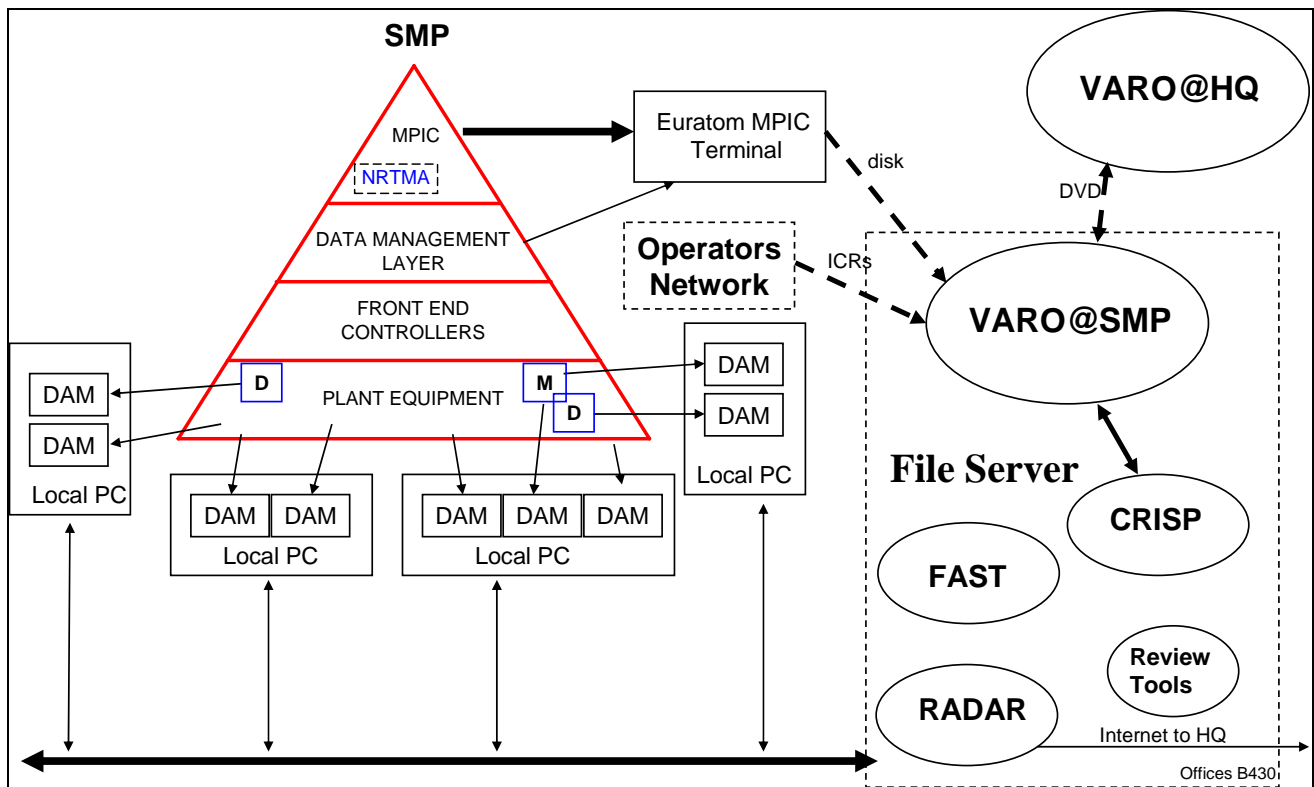 SMP
VARO@HQ
MPIC
NRTMA
Euratom MPIC
Terminal
disk
DVD
DATA MANAGEMENT
LAYER
Operators
Network
ICRs
VARO@SMP
FRONT END
CONTROLLERS
DAM
DAM
Local PC
D
M
D
PLANT EQUIPMENT
DAM
DAM
Local PC
DAM
DAM
Local PC
DAM
DAM
DAM
Local PC
File Server
CRISP
FAST
Review
Tools
RADAR
Internet to HQ
Offices B430